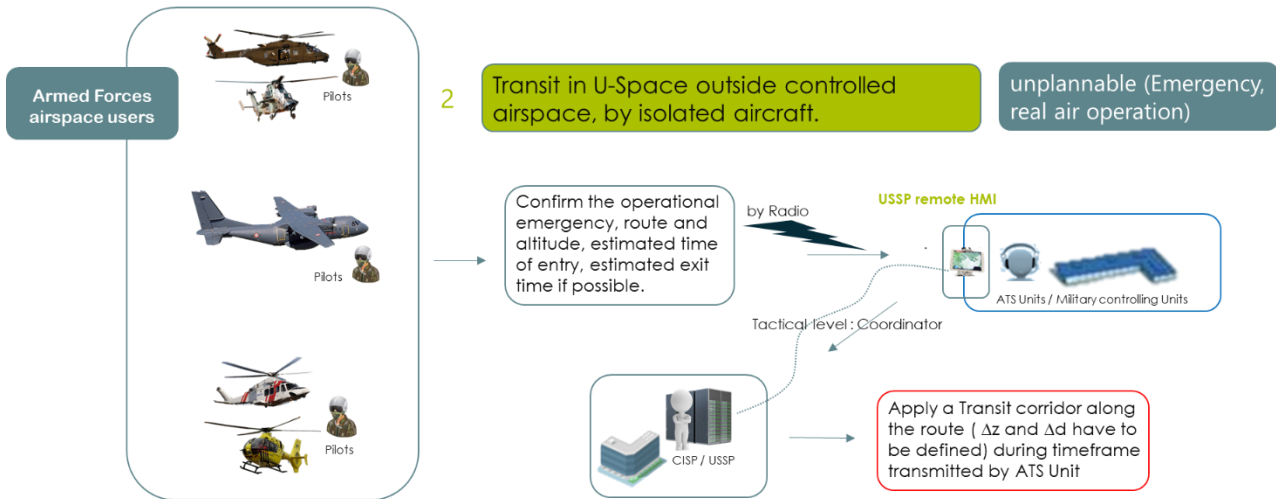 Armed Forces
airspace users
Pilots
Pilots
Pilots
2
Transit in U-Space outside controlled
airspace, by isolated aircraft.
unplannable (Emergency,
real air operation)
Confirm the operational
emergency, route and
altitude, estimated time
of entry, estimated exit
time if possible.
by Radio
USSP remote HMI
ATS Units / Military controlling Units
Tactical level : Coordinator
CISP / USSP
Apply a Transit corridor along
the route ( Δz and Δd have to
be defined) during timeframe
transmitted by ATS Unit